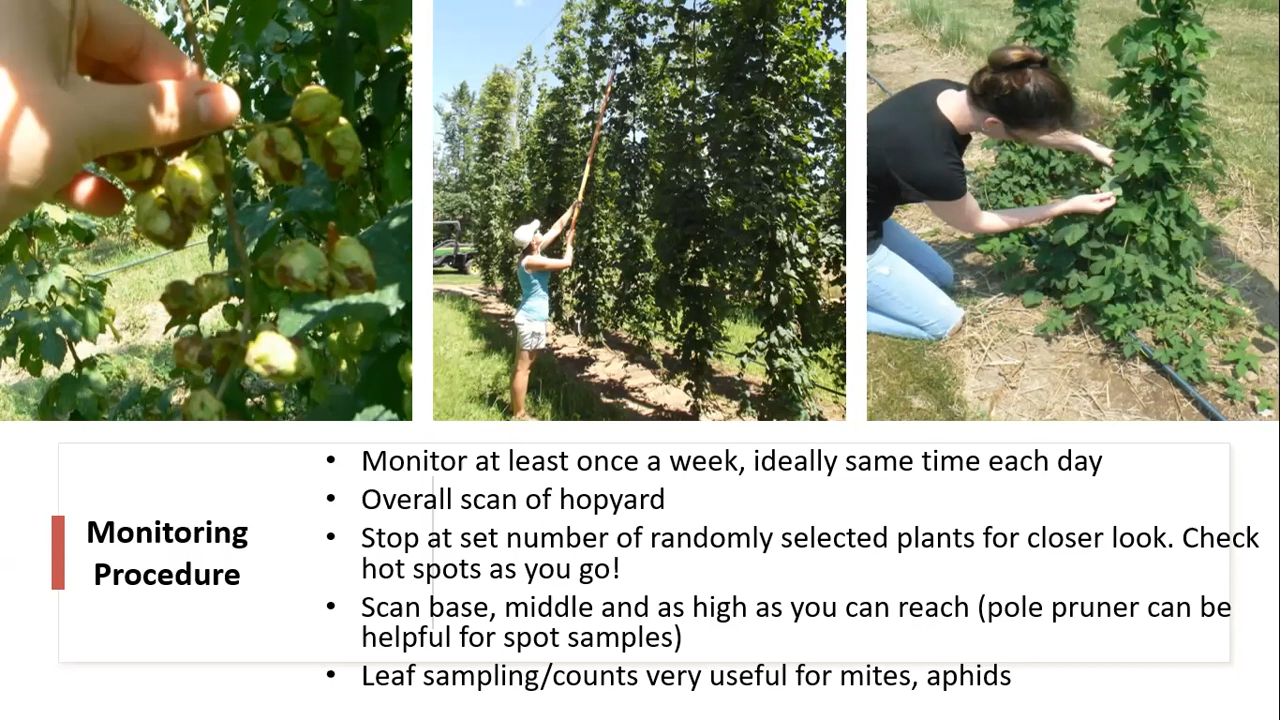 Monitoring
Procedure
• Monitor at least once a week, ideally same time each day
• Overall scan of hopyard
• Stop at set number of randomly selected plants for closer look. Check
hot spots as you go!
• Scan base, middle and as high as you can reach (pole pruner can be
helpful for spot samples)
• Leaf sampling/counts very useful for mites, aphids